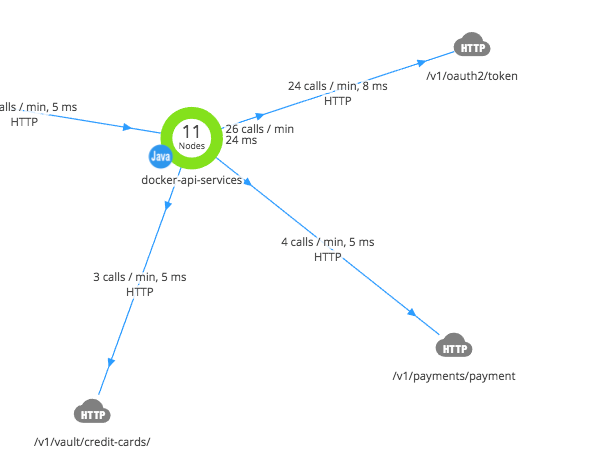 HTTP
/v1/oauth2/token
24 calls / min, 8 ms
HTTP
min, 5 ms
HTTP
11
Nodes
26 calls / min
24 ms
Java
docker-api-services
4 calls / min, 5 ms
HTTP
3 calls / min, 5 ms
HTTP
HTTP
/v1/payments/payment
HTTP
/v1/vault/credit-cards/